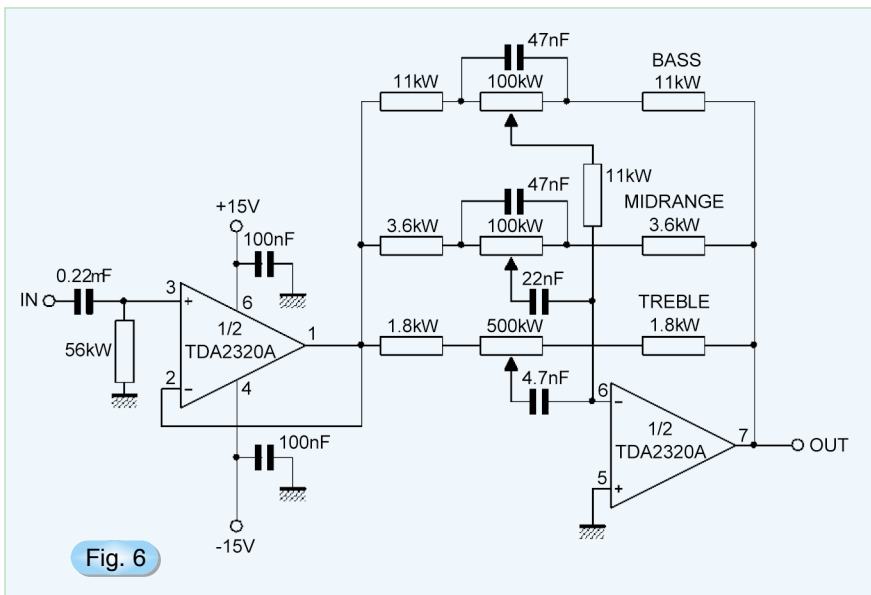 47nF
BASS
11kW
100kW
11kW
11kW
47nF
MIDRANGE
3.6kW
100kW
3.6kW
+15V
100nF
22nF
0.22mF
TREBLE
IN
3
+
6
1.8kW
500kW
1.8kW
1/2
TDA2320A
1
56kW
4.7nF
2
-
4
6
-
1/2
TDA2320A
7
OUT
100nF
5
+
-15V
Fig. 6